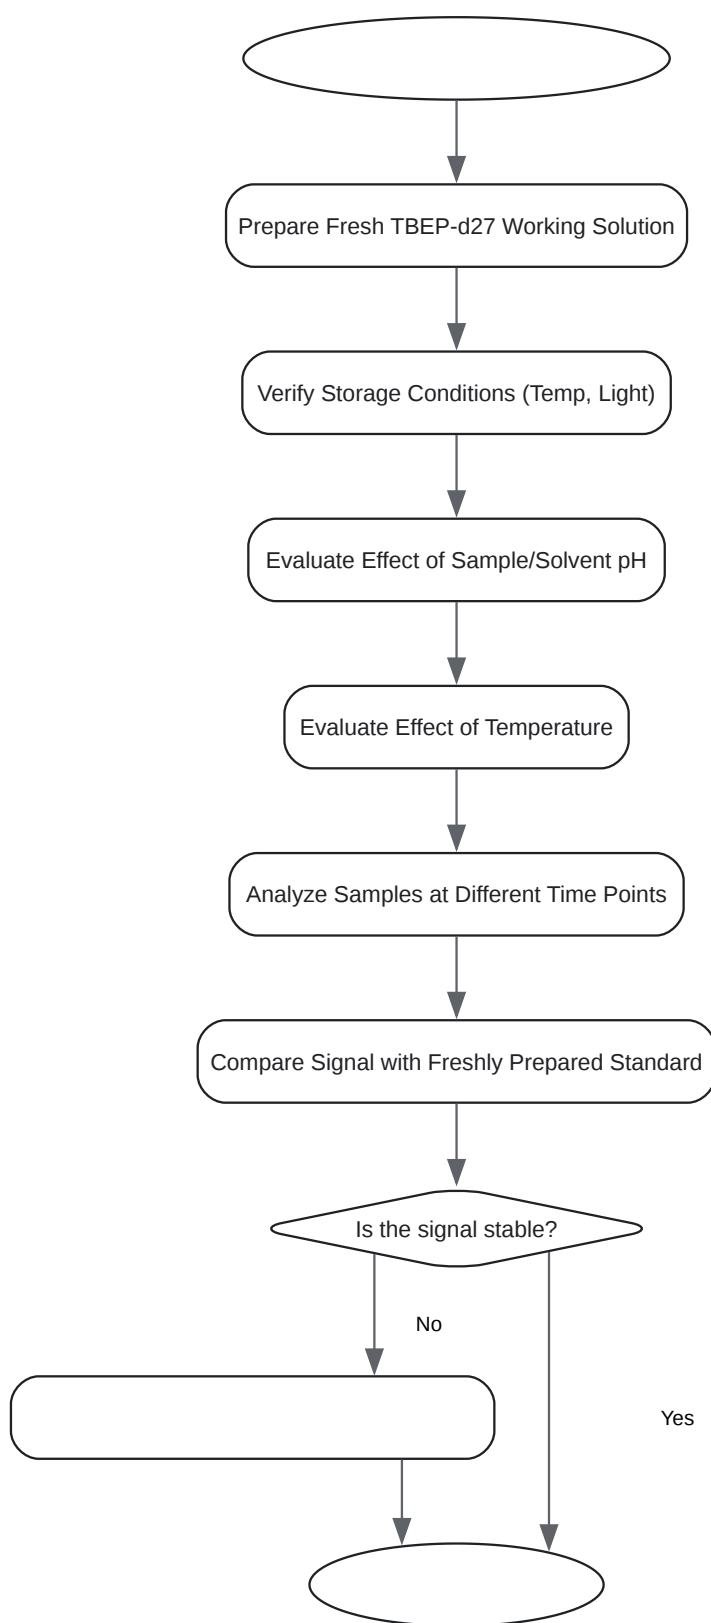 Prepare Fresh TBEP-d27 Working Solution
Verify Storage Conditions (Temp, Light)
Evaluate Effect of Sample/Solvent pH
Evaluate Effect of Temperature
Analyze Samples at Different Time Points
Compare Signal with Freshly Prepared Standard
Is the signal stable?
No
Yes